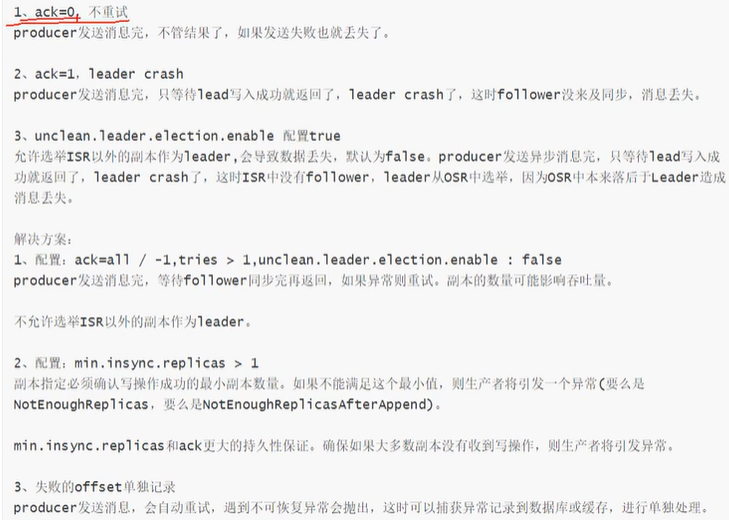 1、ack=0, 不重试
producer发送消息完，不管结果了，如果发送失败也就丢失了。
2、ack=1，leader crash
producer发送消息完，只等待lead写入成功就返回了，leader crash了，这时follower没来及同步，消息丢失。
3、unclean.leader.election.enable 配置true
允许选举ISR以外的副本作为leader,会导致数据丢失，默认为false。producer发送异步消息完，只等待lead写入成
功就返回了，leader crash了，这时ISR中没有follower，leader从OSR中选举，因为OSR中本来落后于Leader造成
消息丢失。
解决方案：
1、配置：ack=all / -1,tries > 1,unclean.leader.election.enable : false
producer发送消息完，等待follower同步完再返回，如果异常则重试。副本的数量可能影响吞吐量。
不允许选举ISR以外的副本作为leader。
2、配置：min.insync.replicas > 1
副本指定必须确认写操作成功的最小副本数量。如果不能满足这个最小值，则生产者将引发一个异常(要么是
NotEnoughReplicas，要么是NotEnoughReplicasAfterAppend)。
min.insync.replicas和ack更大的持久性保证。确保如果大多数副本没有收到写操作，则生产者将引发异常。
3、失败的offset单独记录
producer发送消息，会自动重试，遇到不可恢复异常会抛出，这时可以捕获异常记录到数据库或缓存，进行单独处理。